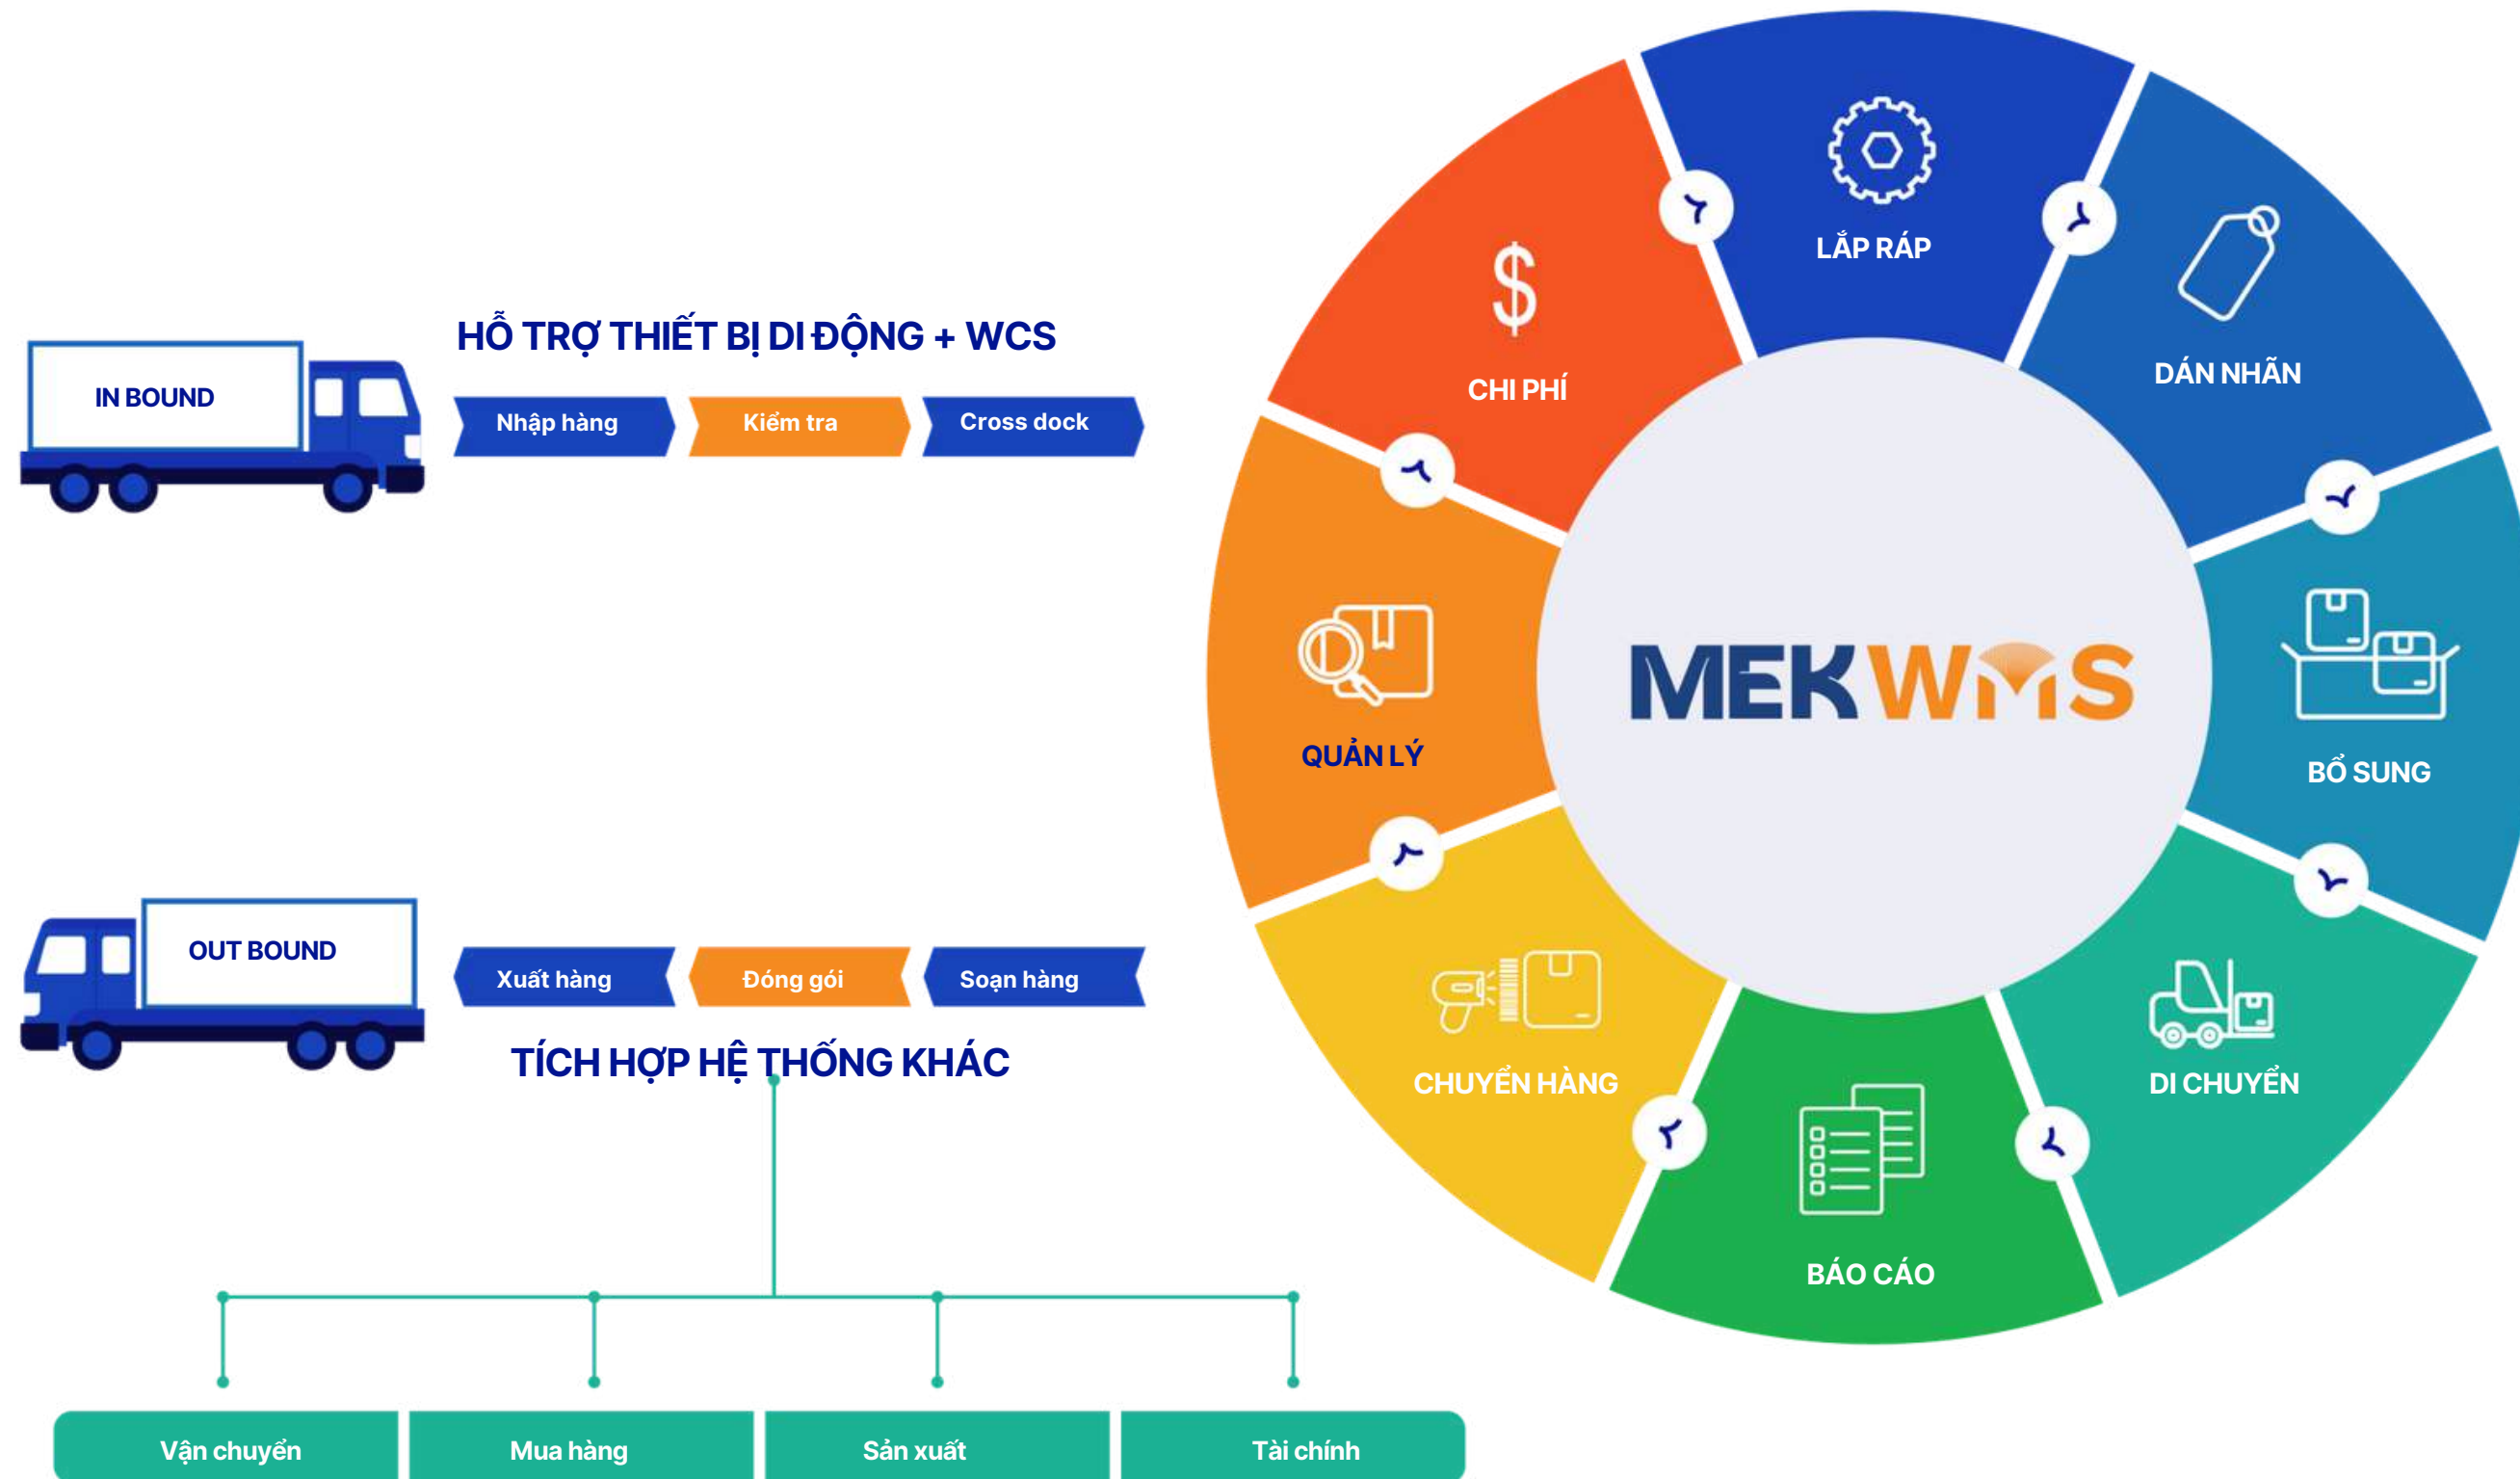 HỖ TRỢ THIẾT BỊ DI ĐỘNG + WCS
IN BOUND
Nhập hàng
Kiểm tra
Cross dock
OUT BOUND
Xuất hàng
Đóng gói
Soạn hàng
TÍCH HỢP HỆ THỐNG KHÁC
Vận chuyển
Mua hàng
Sản xuất
Tài chính
LẮP RÁP
DÁN NHÃN
BỔ SUNG
DI CHUYỂN
BÁO CÁO
CHUYỂN HÀNG
QUẢN LÝ
$
CHI PHÍ
MEKWMS